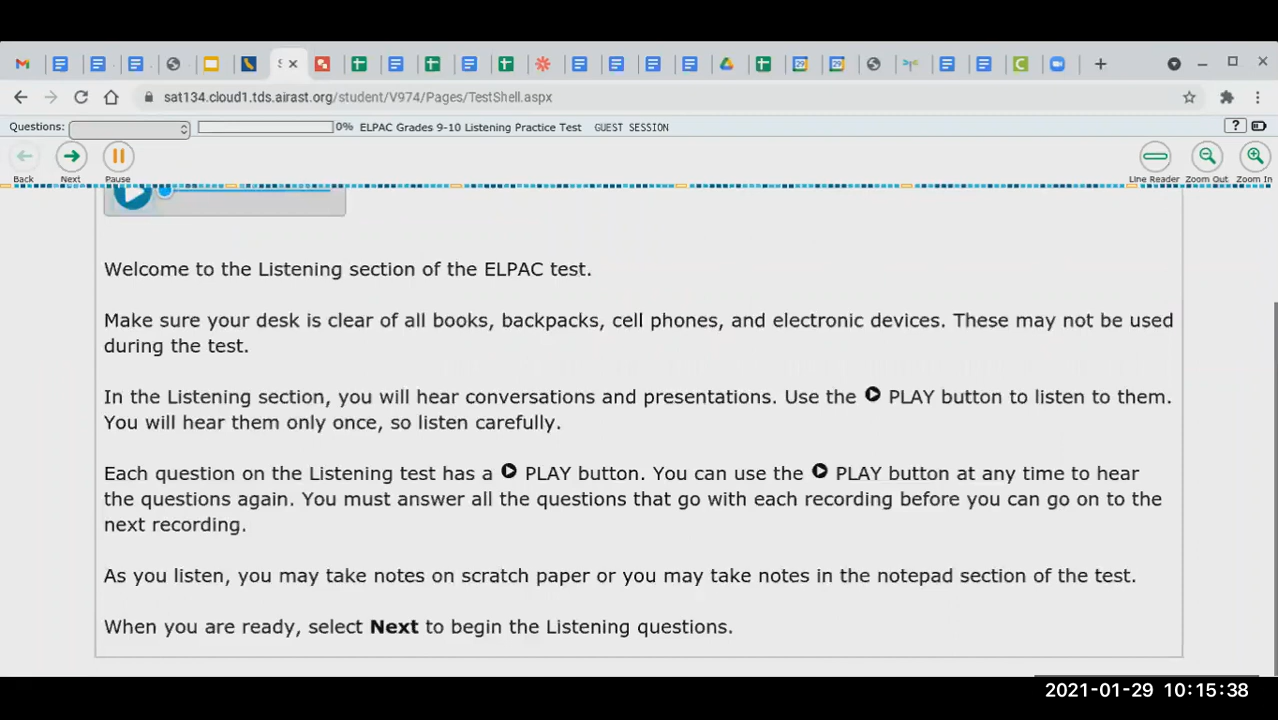 sat134.cloud1.tds.airast.org/student/V974/Pages/TestShell.aspx
Questions: 0% ELPAC Grades 9-10 Listening Practice Test GUEST SESSION ?
Back Next Pause Line Reader Zoom Out Zoom In
Welcome to the Listening section of the ELPAC test.
Make sure your desk is clear of all books, backpacks, cell phones, and electronic devices. These may not be used
during the test.
In the Listening section, you will hear conversations and presentations. Use the PLAY button to listen to them.
You will hear them only once, so listen carefully.
Each question on the Listening test has a PLAY button. You can use the PLAY button at any time to hear
the questions again. You must answer all the questions that go with each recording before you can go on to the
next recording.
As you listen, you may take notes on scratch paper or you may take notes in the notepad section of the test.
When you are ready, select Next to begin the Listening questions.
2021-01-29 10:15:38